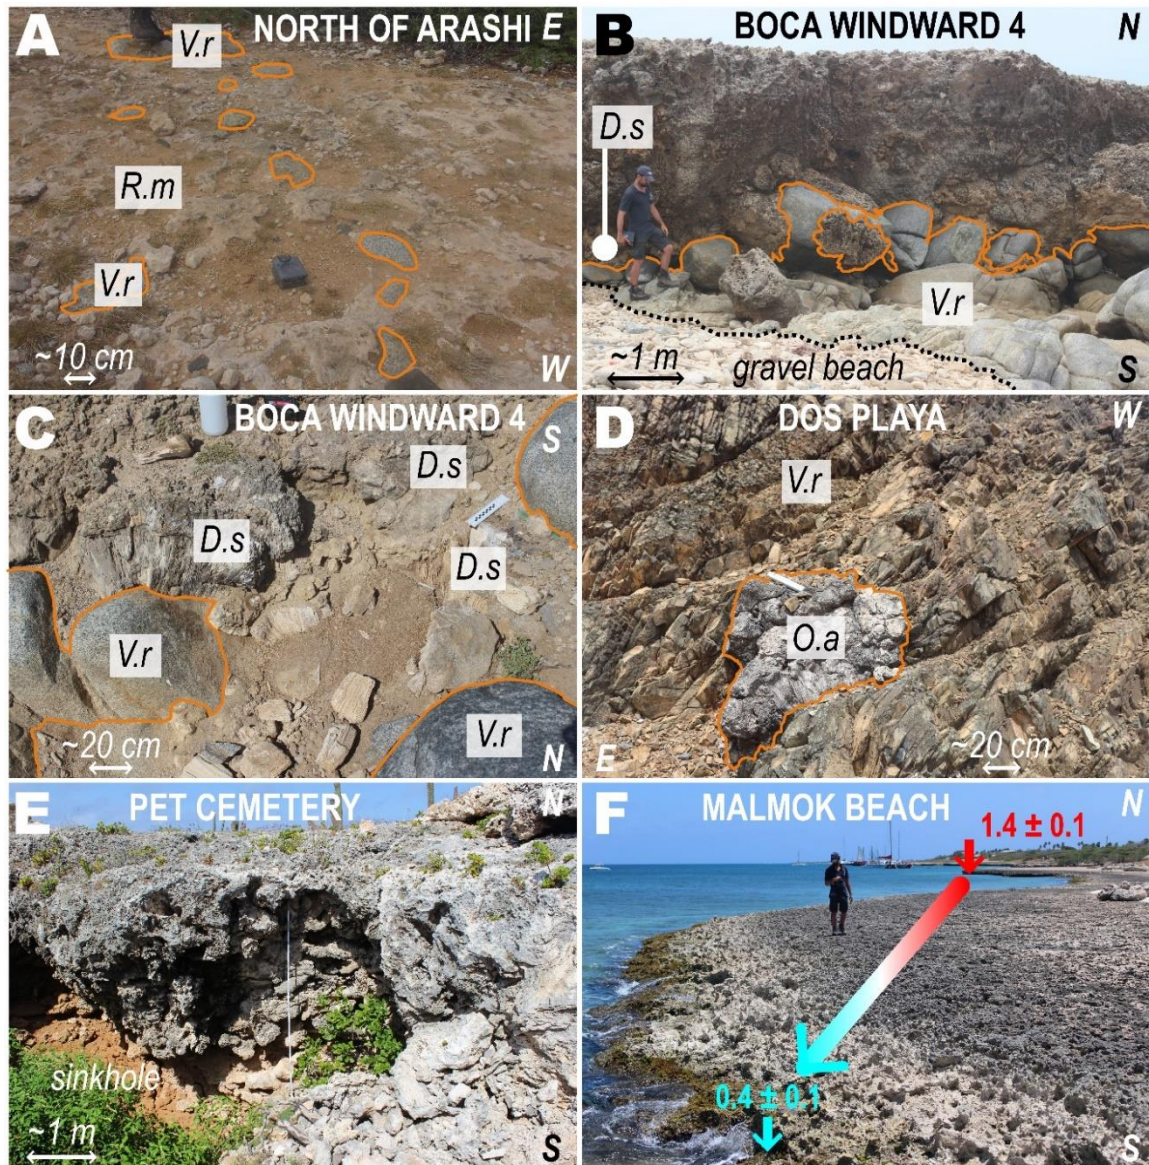 A
NORTH OF ARASHI
E
V.r
R.m
V.r
~10 cm
W
B
BOCA WINDWARD 4
N
D.s
V.r
~1 m
gravel beach
S
C
BOCA WINDWARD 4
S
D.s
D.s
D.s
V.r
V.r
~20 cm
N
D
DOS PLAYA
W
V.r
O.a
E
~20 cm
E
PET CEMETERY
N
sinkhole
~1 m
S
F
MALMOK BEACH
N
1.4 ± 0.1
0.4 ± 0.1
S